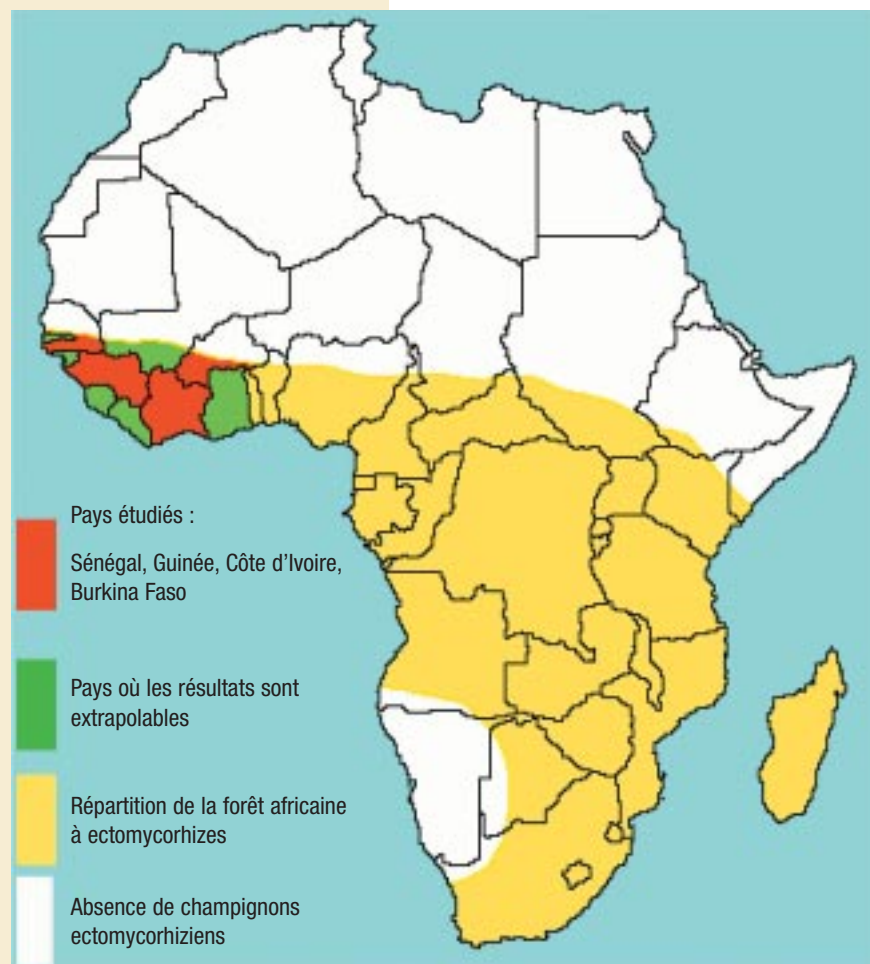 Pays étudiés :
Sénégal, Guinée, Côte d'Ivoire,
Burkina Faso
Pays où les résultats sont
extrapolables
Répartition de la forêt africaine
à ectomycorhizes
Absence de champignons
ectomycorhiziens